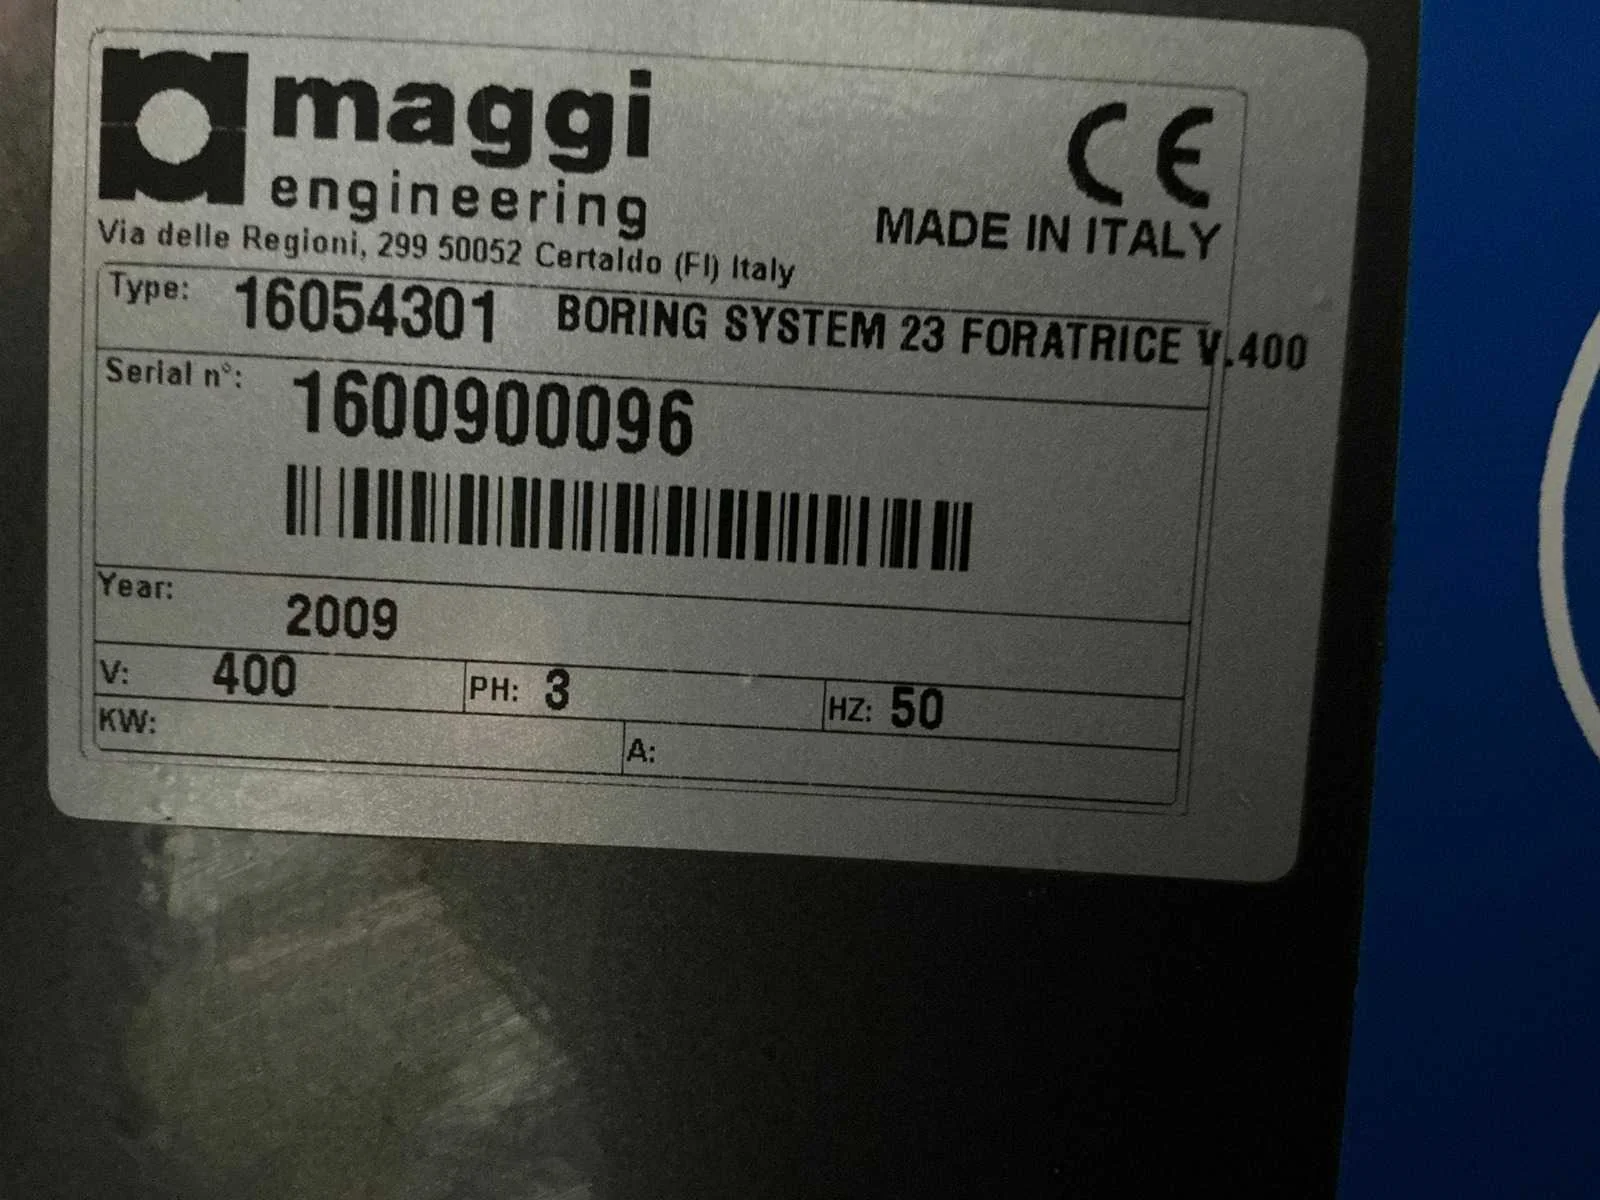 maggi
engineering
CE
MADE IN ITALY
Via delle Regioni, 299 50052 Certaldo (FI) Italy
Type: 16054301 BORING SYSTEM 23 FORATRICE V.400
Serial n°: 1600900096
Year: 2009
V: 400 PH: 3 HZ: 50
KW: A: